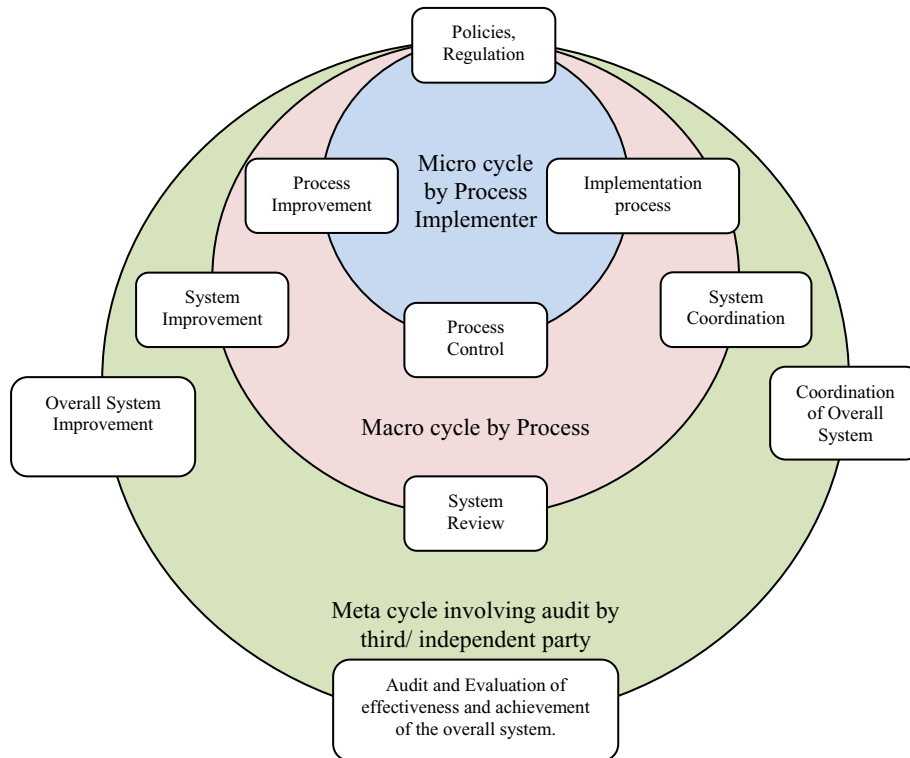 Policies,
Regulation
Micro cycle
by Process
Implementer
Process
Improvement
Implementation
process
System
Improvement
System
Coordination
Process
Control
Overall System
Improvement
Coordination
of Overall
System
Macro cycle by Process
System
Review
Meta cycle involving audit by
third/ independent party
Audit and Evaluation of
effectiveness and achievement
of the overall system.